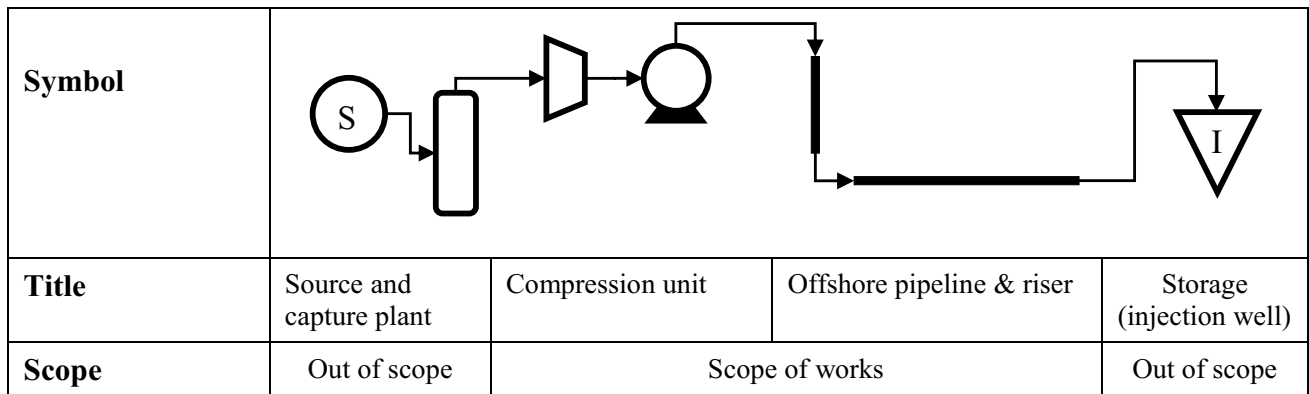 Symbol
S
I
Title
Source and
capture plant
Compression unit
Offshore pipeline & riser
Storage
(injection well)
Scope
Out of scope
Scope of works
Out of scope